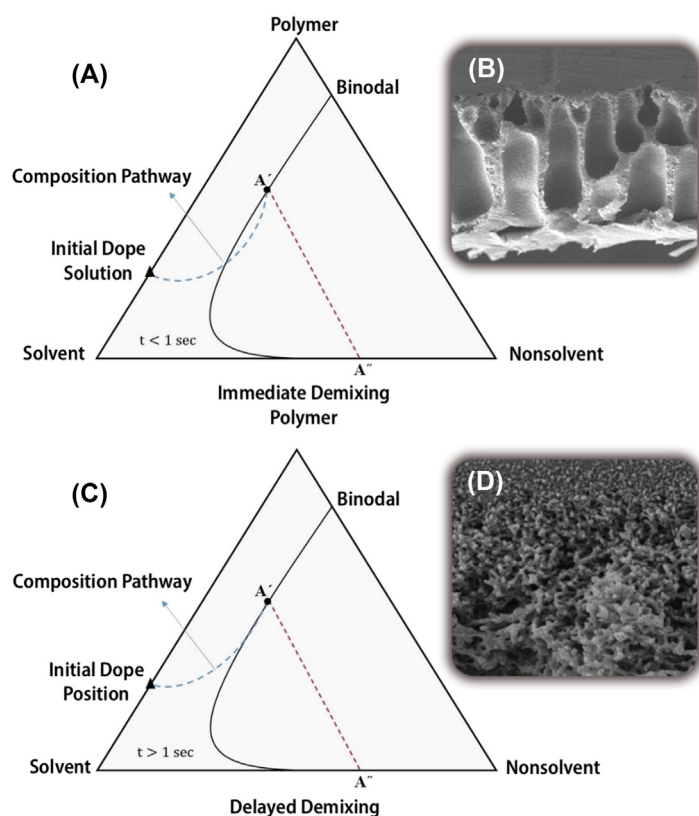 Polymer
(A)
(B)
Binodal
A´
Composition Pathway
Initial Dope
Solution
t < 1 sec
Solvent
Nonsolvent
A˝
Immediate Demixing
Polymer
(C)
(D)
Binodal
A´
Composition Pathway
Initial Dope
Position
t > 1 sec
Solvent
Nonsolvent
A˝
Delayed Demixing